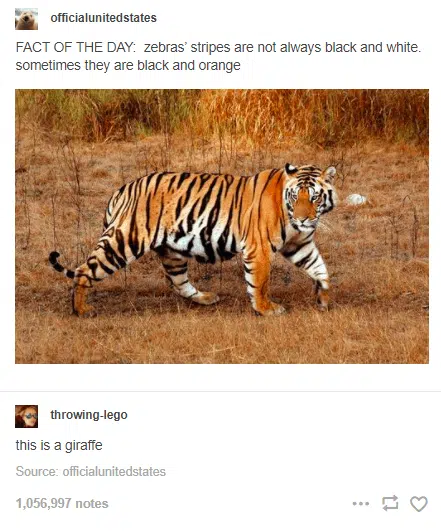 officialunitedstates
FACT OF THE DAY:  zebras’ stripes are not always black and white.
sometimes they are black and orange
throwing-lego
this is a giraffe
Source: officialunitedstates
1,056,997 notes